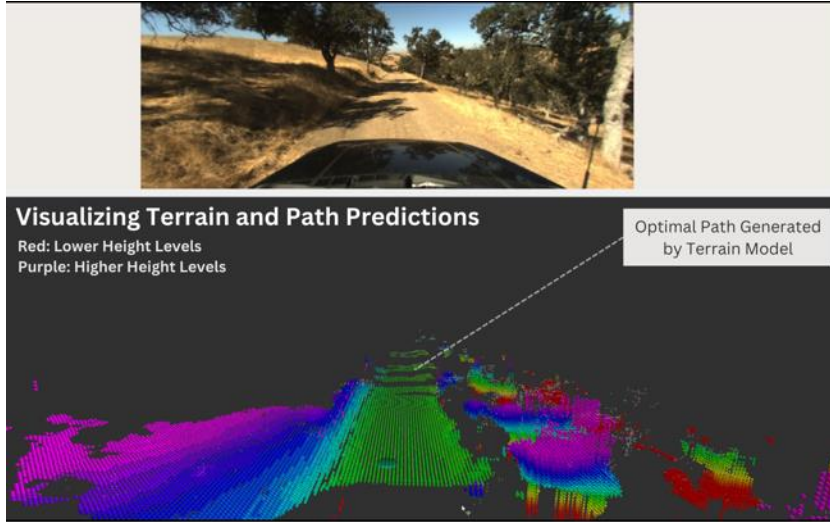 Visualizing Terrain and Path Predictions
Red: Lower Height Levels
Purple: Higher Height Levels
Optimal Path Generated
by Terrain Model